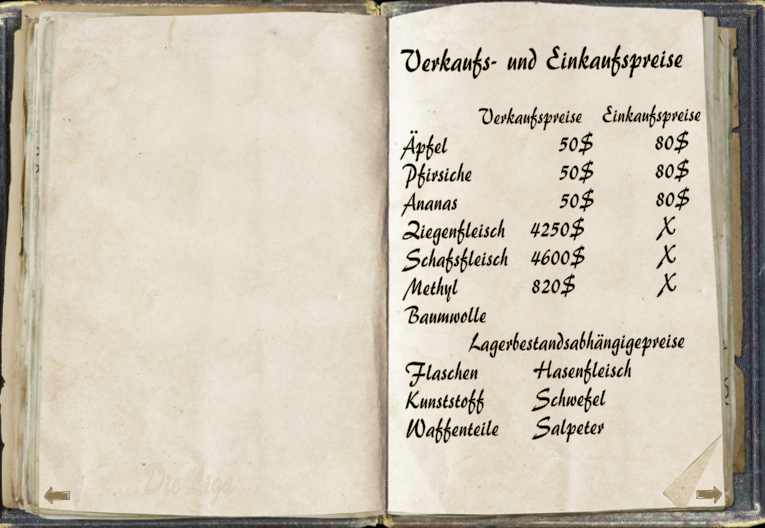 Verkaufs- und Einkaufspreise
Verkaufspreise Einkaufspreise
Äpfel 50$ 80$
Pfirsiche 50$ 80$
Ananas 50$ 80$
Ziegenfleisch 4250$ X
Schafsfleisch 4600$ X
Methyl 820$ X
Baumwolle
Lagerbestandsabhängigepreise
Flaschen Hasenfleisch
Kunststoff Schwefel
Waffenteile Salpeter
Die Liga